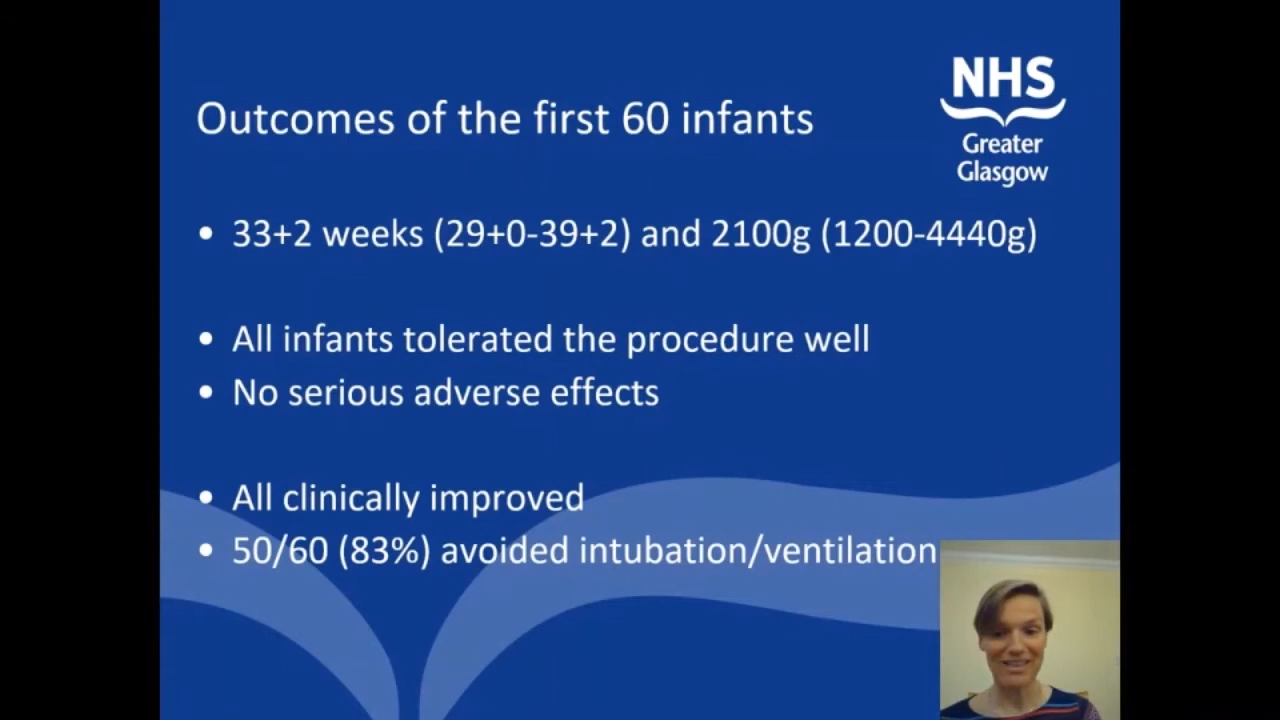 NHS
Greater
Glasgow
Outcomes of the first 60 infants
• 33+2 weeks (29+0-39+2) and 2100g (1200-4440g)
• All infants tolerated the procedure well
• No serious adverse effects
• All clinically improved
• 50/60 (83%) avoided intubation/ventilation